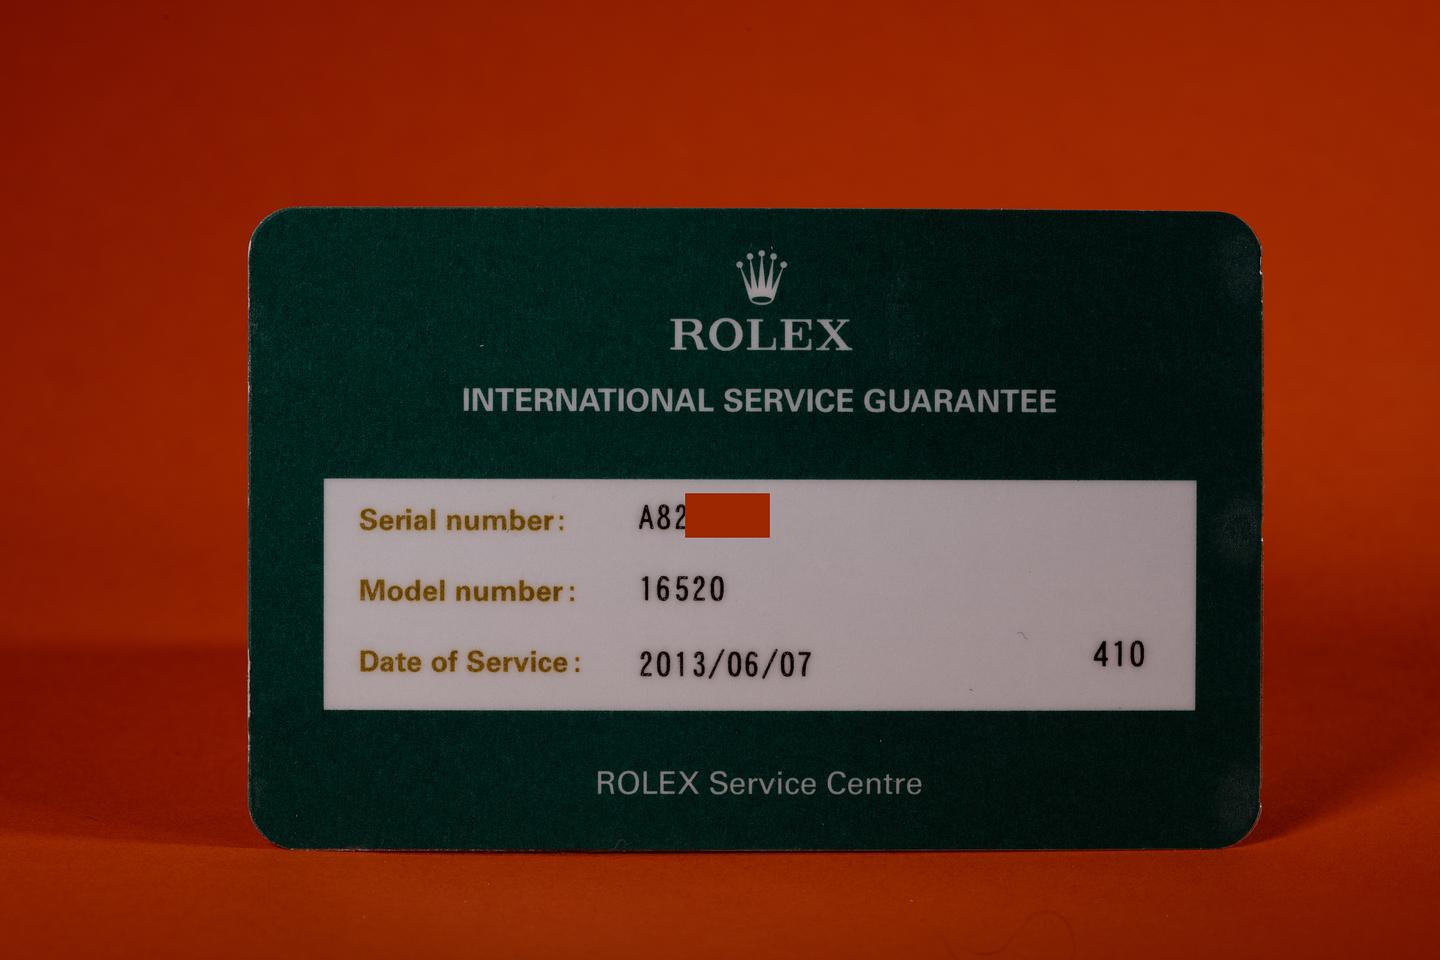 ROLEX
INTERNATIONAL SERVICE GUARANTEE
Serial number: A82
Model number: 16520
Date of Service: 2013/06/07 410
ROLEX Service Centre